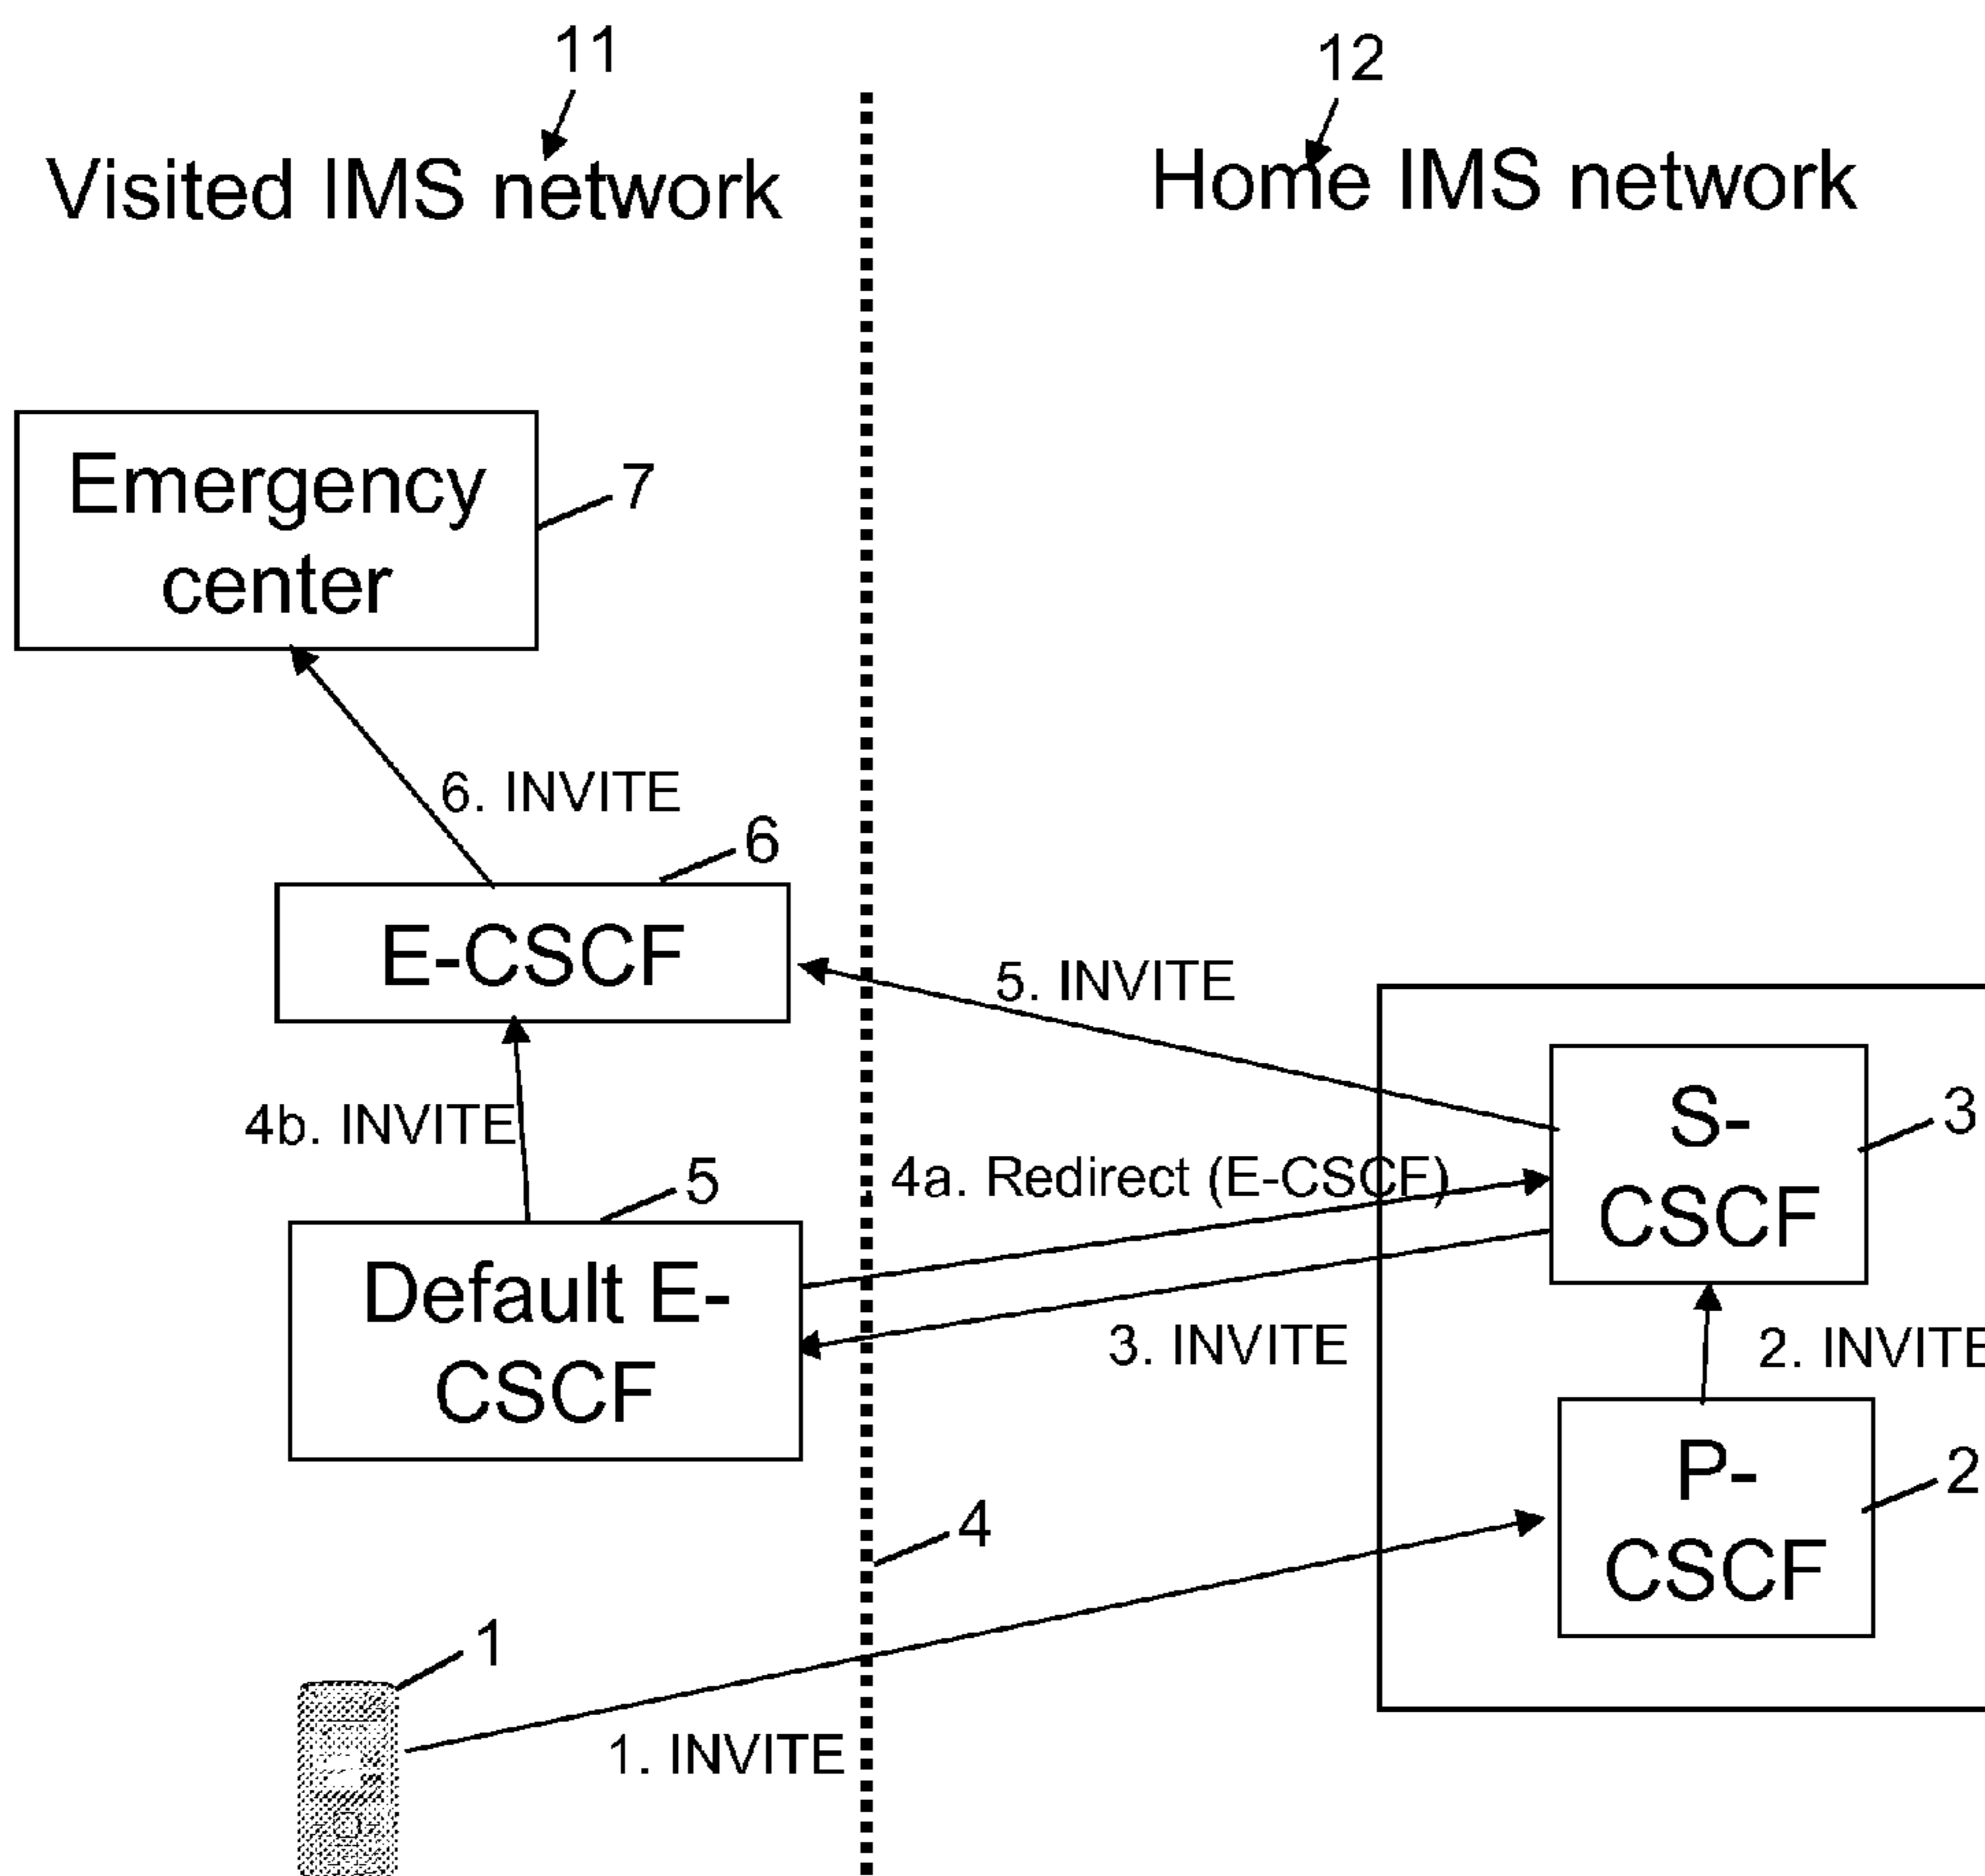 11
12
Visited IMS network
Home IMS network
Emergency
center
7
6. INVITE
6
E-CSCF
5. INVITE
S-
CSCF
3
4b. INVITE
4a. Redirect (E-CSCF)
5
Default E-
CSCF
3. INVITE
2. INVITE
P-
CSCF
2
4
1
1. INVITE